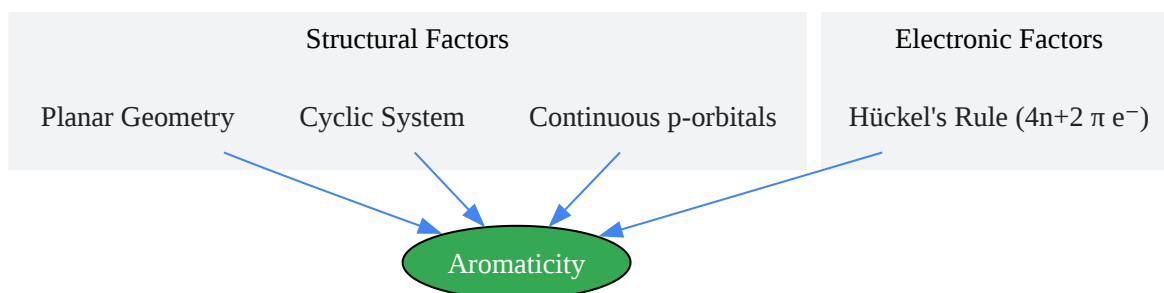 Structural Factors
Electronic Factors
Planar Geometry
Cyclic System
Continuous p-orbitals
Hückel's Rule (4n+2 π e⁻)
Aromaticity